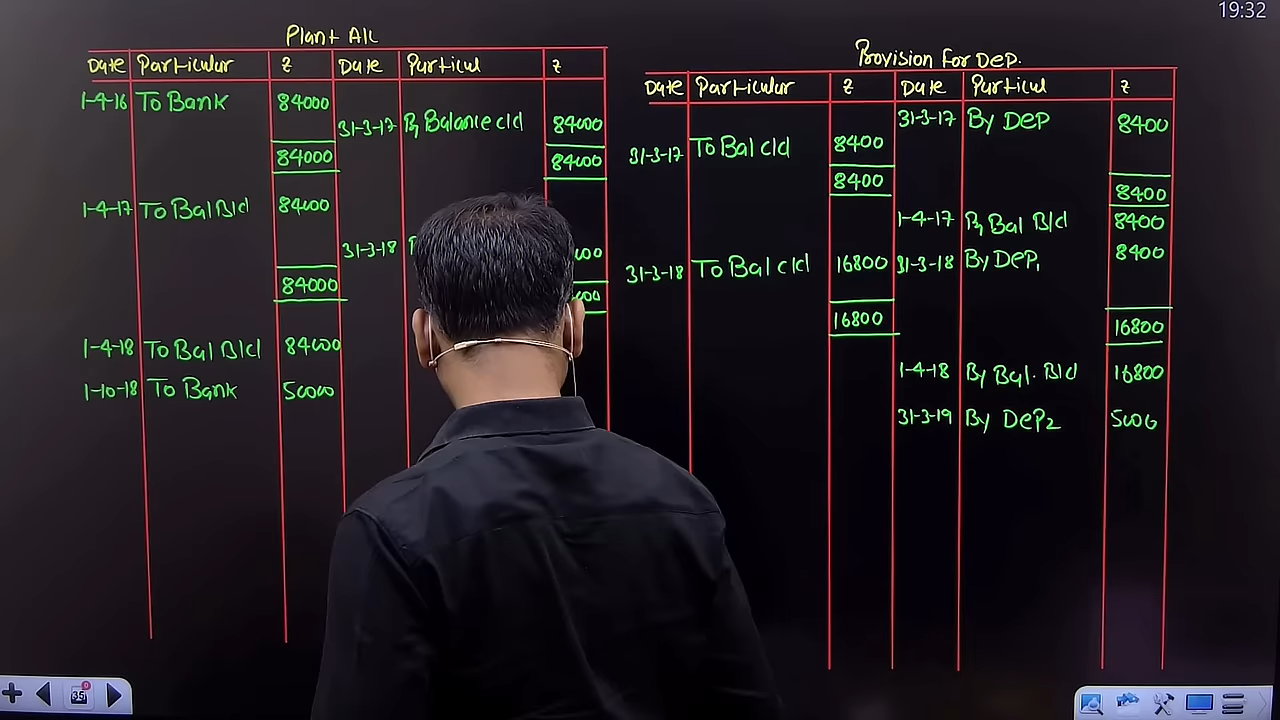 19:32
Plant A/c
Date Particular ₹ Date Particul ₹
1-4-16 To Bank 84000
31-3-17 By Balance c/d 84000
84000 84000
1-4-17 To Bal B/d 84000
31-3-18
84000
1-4-18 To Bal B/d 84000
1-10-18 To Bank 50000
Provision For Dep.
Date Particular ₹ Date Particul ₹
31-3-17 By Dep 8400
31-3-17 To Bal c/d 8400
8400 8400
1-4-17 By Bal B/d 8400
31-3-18 To Bal c/d 16800 31-3-18 By Dep1 8400
16800 16800
1-4-18 By Bal. B/d 16800
31-3-19 By Dep2
35